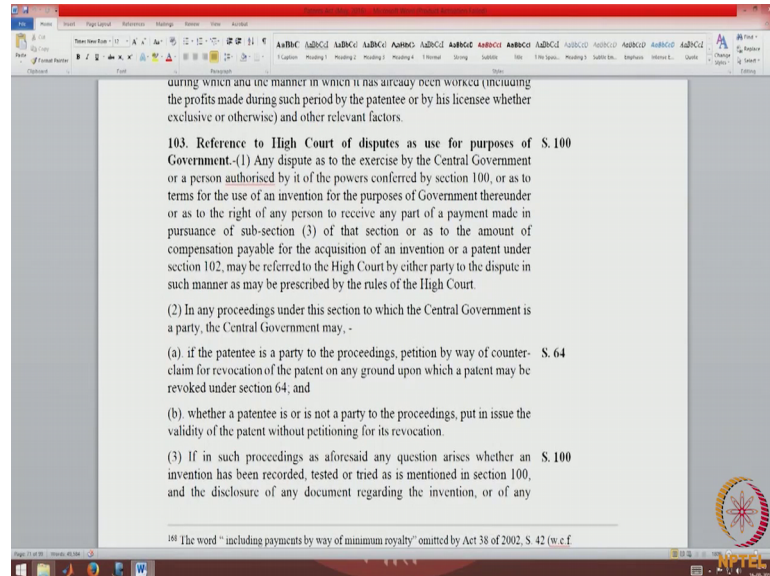 File Home Insert Page Layout References Mailings Review View Acrobat
during which and the manner in which it has already been worked (including
the profits made during such period by the patentee or by his licensee whether
exclusive or otherwise) and other relevant factors.
103. Reference to High Court of disputes as use for purposes of S. 100
Government.-(1) Any dispute as to the exercise by the Central Government
or a person authorised by it of the powers conferred by section 100, or as to
terms for the use of an invention for the purposes of Government thereunder
or as to the right of any person to receive any part of a payment made in
pursuance of sub-section (3) of that section or as to the amount of
compensation payable for the acquisition of an invention or a patent under
section 102, may be referred to the High Court by either party to the dispute in
such manner as may be prescribed by the rules of the High Court.
(2) In any proceedings under this section to which the Central Government is
a party, the Central Government may, -
(a). if the patentee is a party to the proceedings, petition by way of counter- S. 64
claim for revocation of the patent on any ground upon which a patent may be
revoked under section 64; and
(b). whether a patentee is or is not a party to the proceedings, put in issue the
validity of the patent without petitioning for its revocation.
(3) If in such proceedings as aforesaid any question arises whether an S. 100
invention has been recorded, tested or tried as is mentioned in section 100,
and the disclosure of any document regarding the invention, or of any
168 The word " including payments by way of minimum royalty" omitted by Act 38 of 2002, S. 42 (w.e.f.
NPTEL